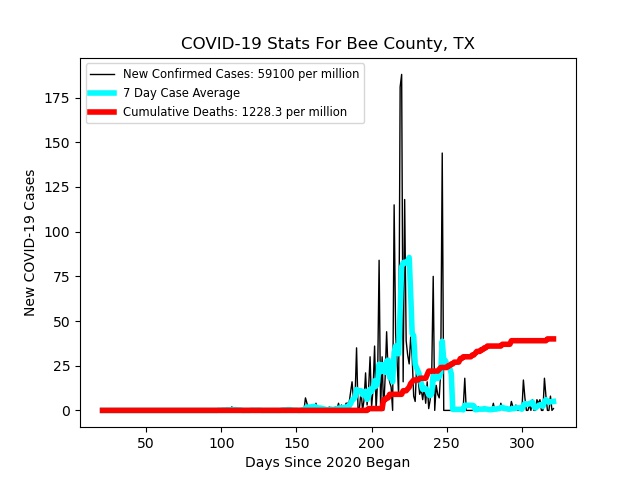 COVID-19 Stats For Bee County, TX
New Confirmed Cases: 59100 per million
7 Day Case Average
Cumulative Deaths: 1228.3 per million
New COVID-19 Cases
175
150
125
100
75
50
25
0
50 100 150 200 250 300
Days Since 2020 Began